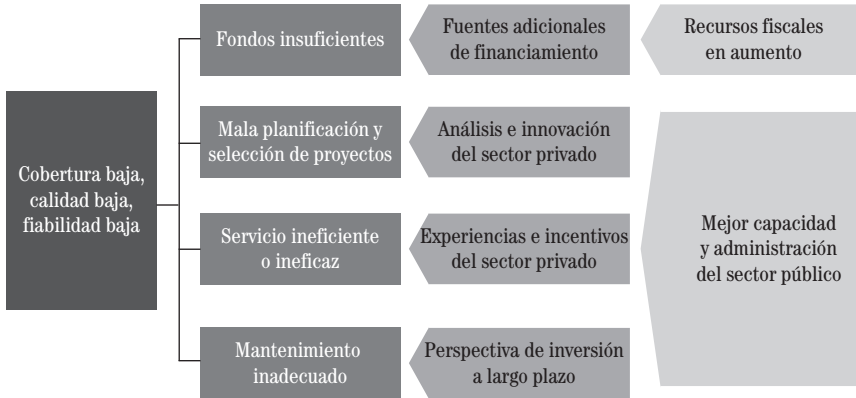 Cobertura baja,
calidad baja,
fiabilidad baja
Fondos insuficientes
Fuentes adicionales
de financiamiento
Recursos fiscales
en aumento
Mala planificación y
selección de proyectos
Análisis e innovación
del sector privado
Servicio ineficiente
o ineficaz
Experiencias e incentivos
del sector privado
Mantenimiento
inadecuado
Perspectiva de inversión
a largo plazo
Mejor capacidad
y administración
del sector público